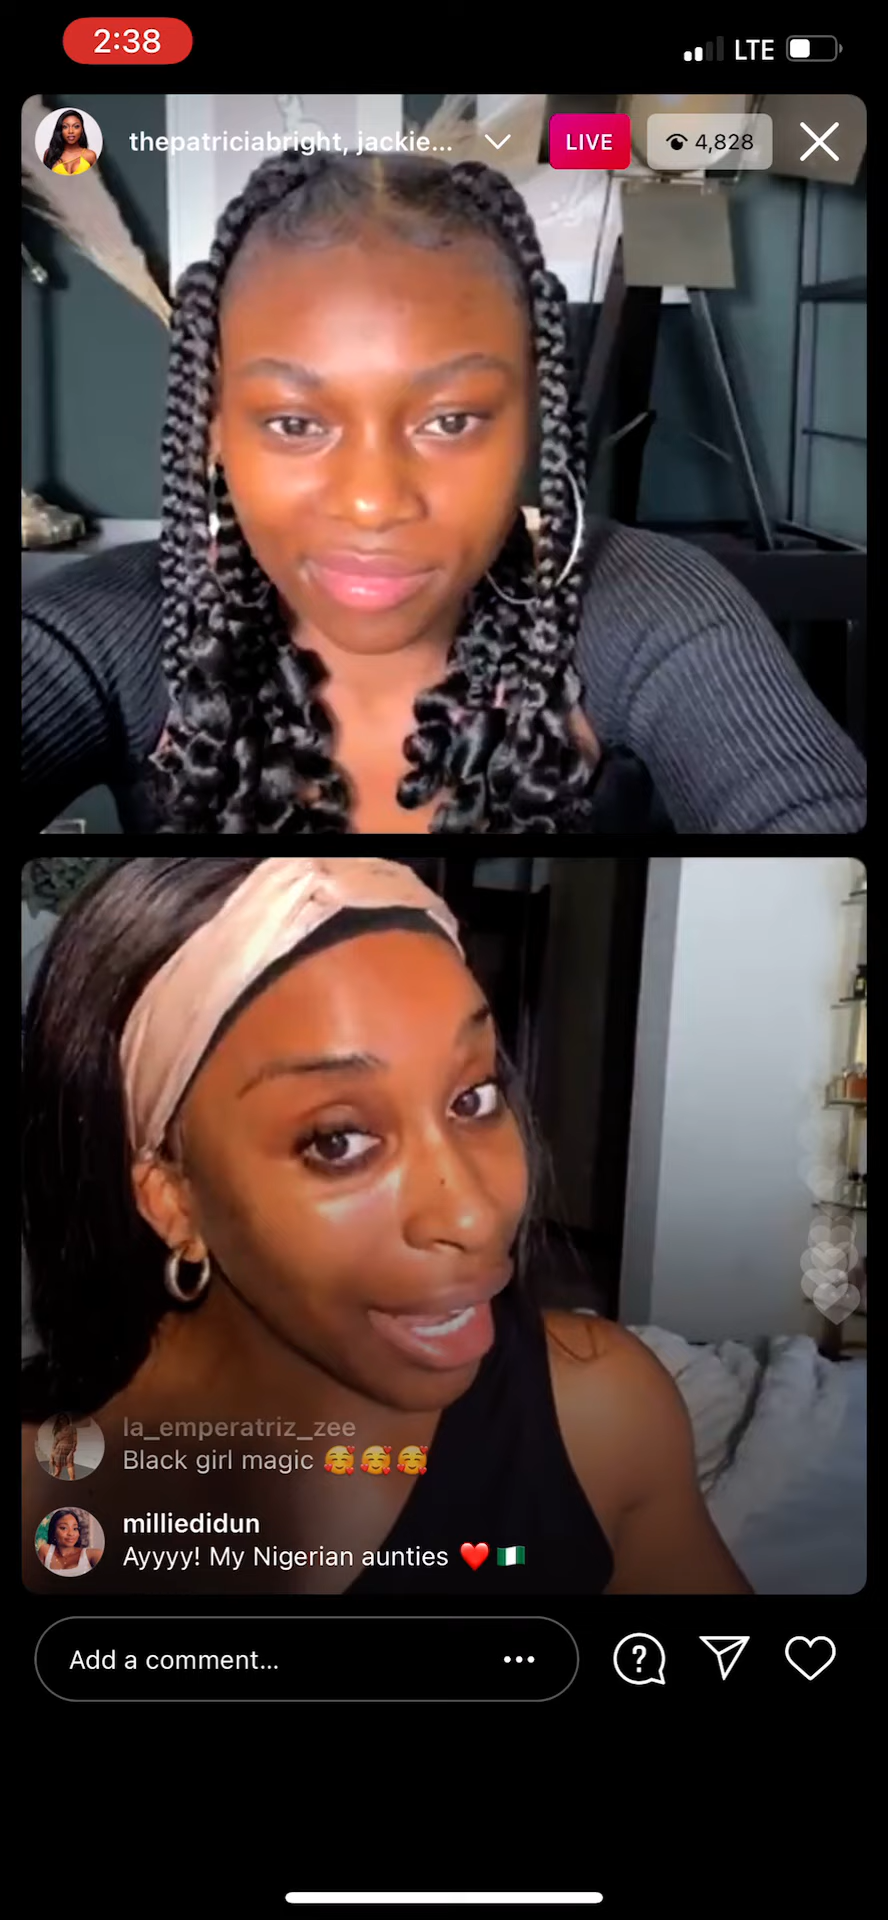 2:38
LTE
thepatriciabright, jackie...
LIVE
4,828
la_emperatriz_zee
Black girl magic 🥰🥰🥰
milliedidun
Ayyyy! My Nigerian aunties ❤️🇳🇬
Add a comment...